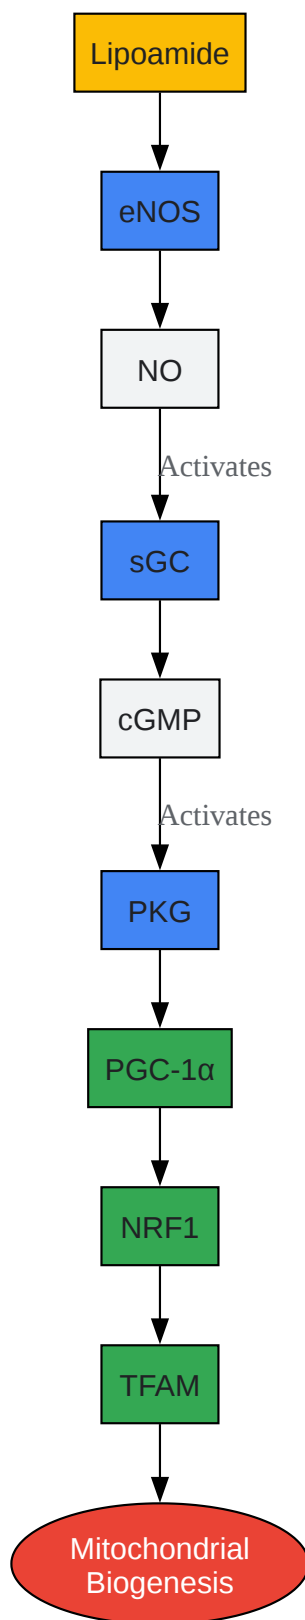 Lipoamide
eNOS
NO
Activates
sGC
cGMP
Activates
PKG
PGC-1α
NRF1
TFAM
Mitochondrial
Biogenesis